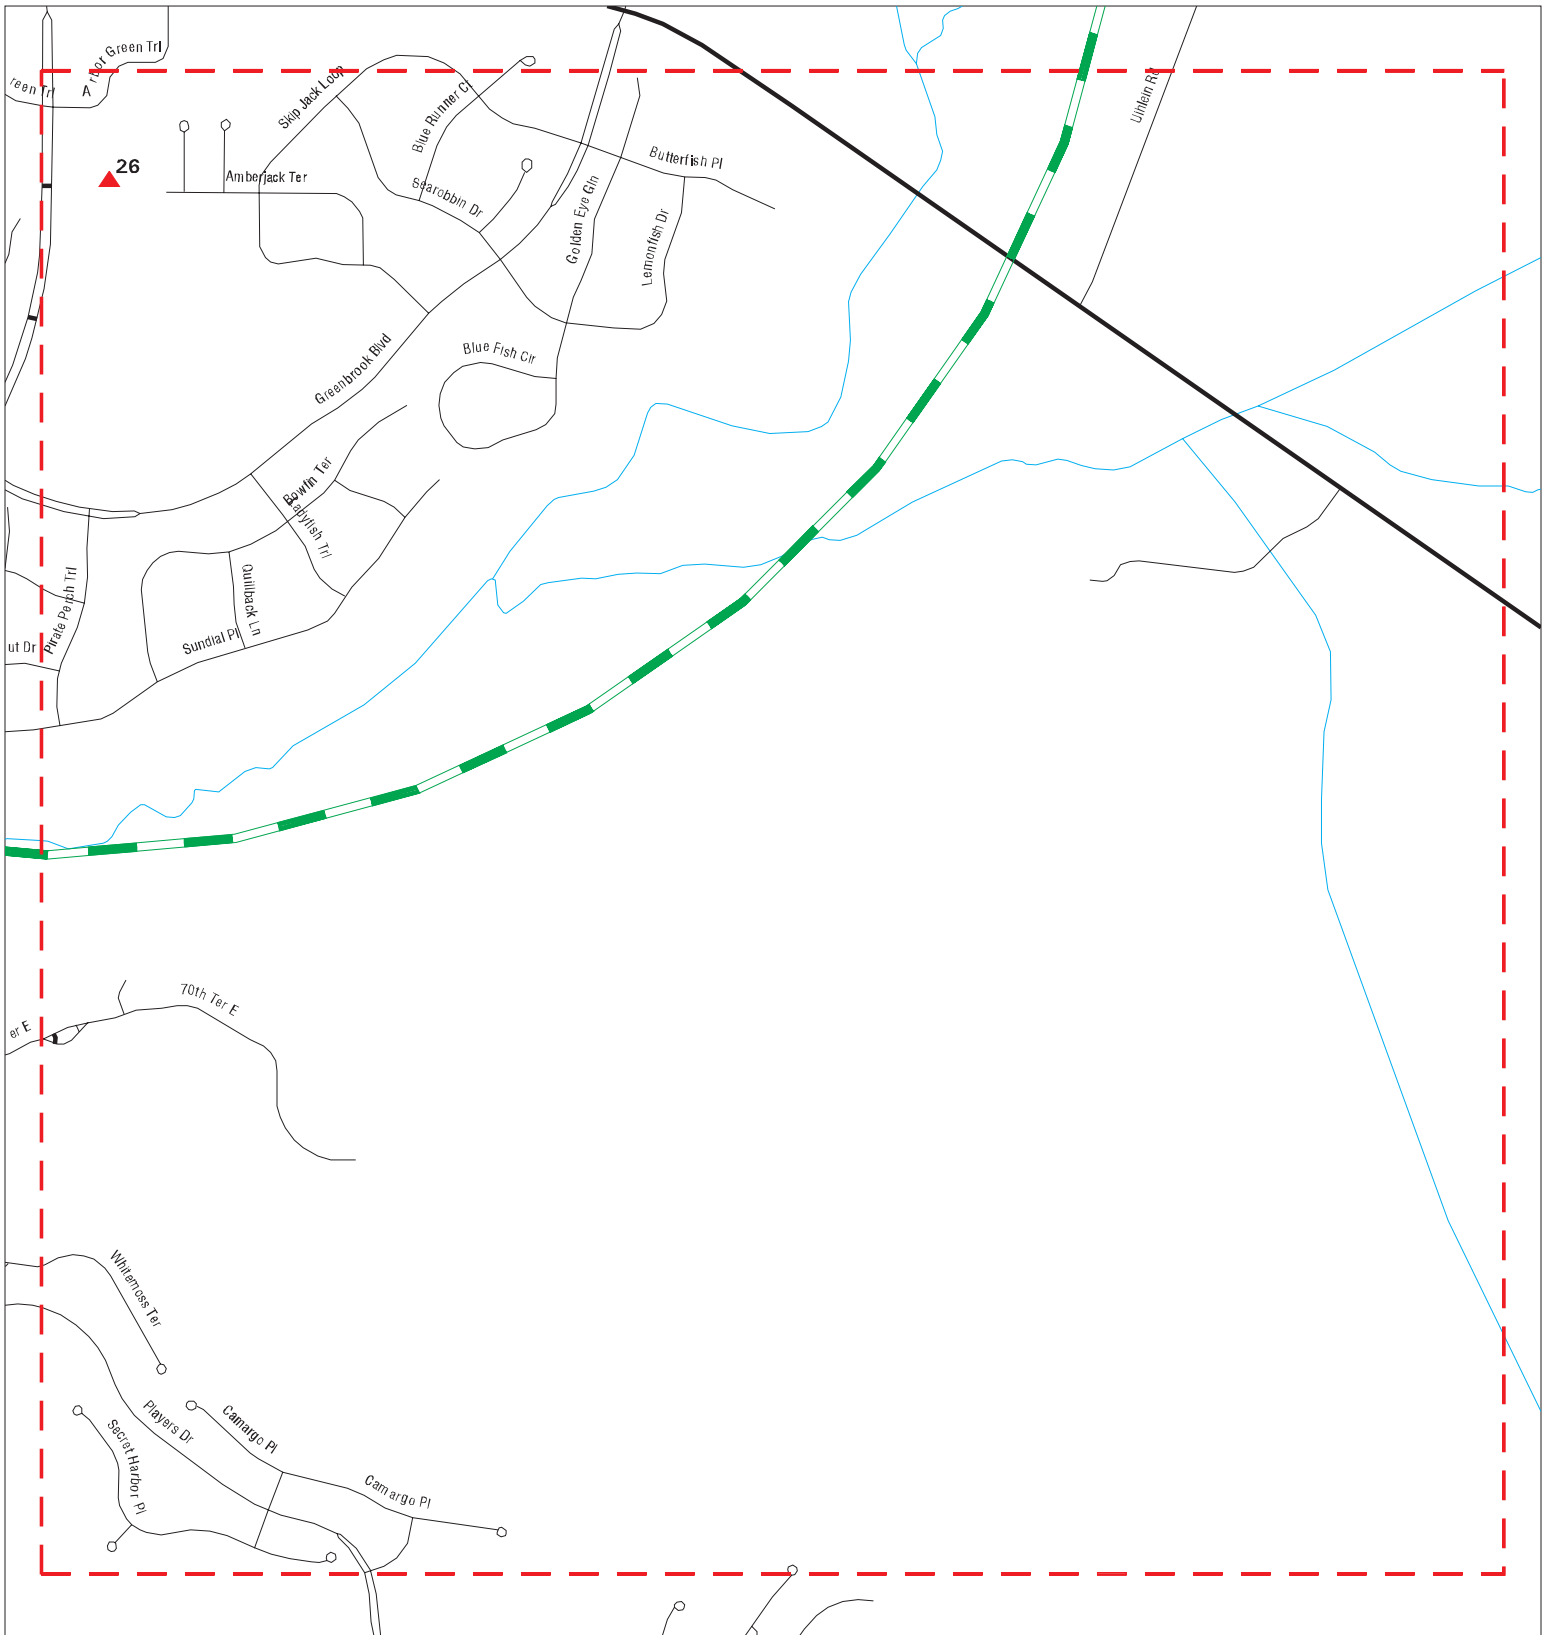 Arbor Green Trl
reen Trl
26
Skip Jack Loop
Blue Runner Ct
Uihlein Rd
Butterfish Pl
Amberjack Ter
Searobbin Dr
Golden Eye Gln
Lemonfish Dr
Greenbrook Blvd
Blue Fish Cir
Bowfin Ter
Ladyfish Trl
Pirate Perch Trl
Quillback Ln
Sundial Pl
ut Dr
70th Ter E
er E
Whitemoss Ter
Players Dr
Camargo Pl
Secret Harbor Pl
Camargo Pl